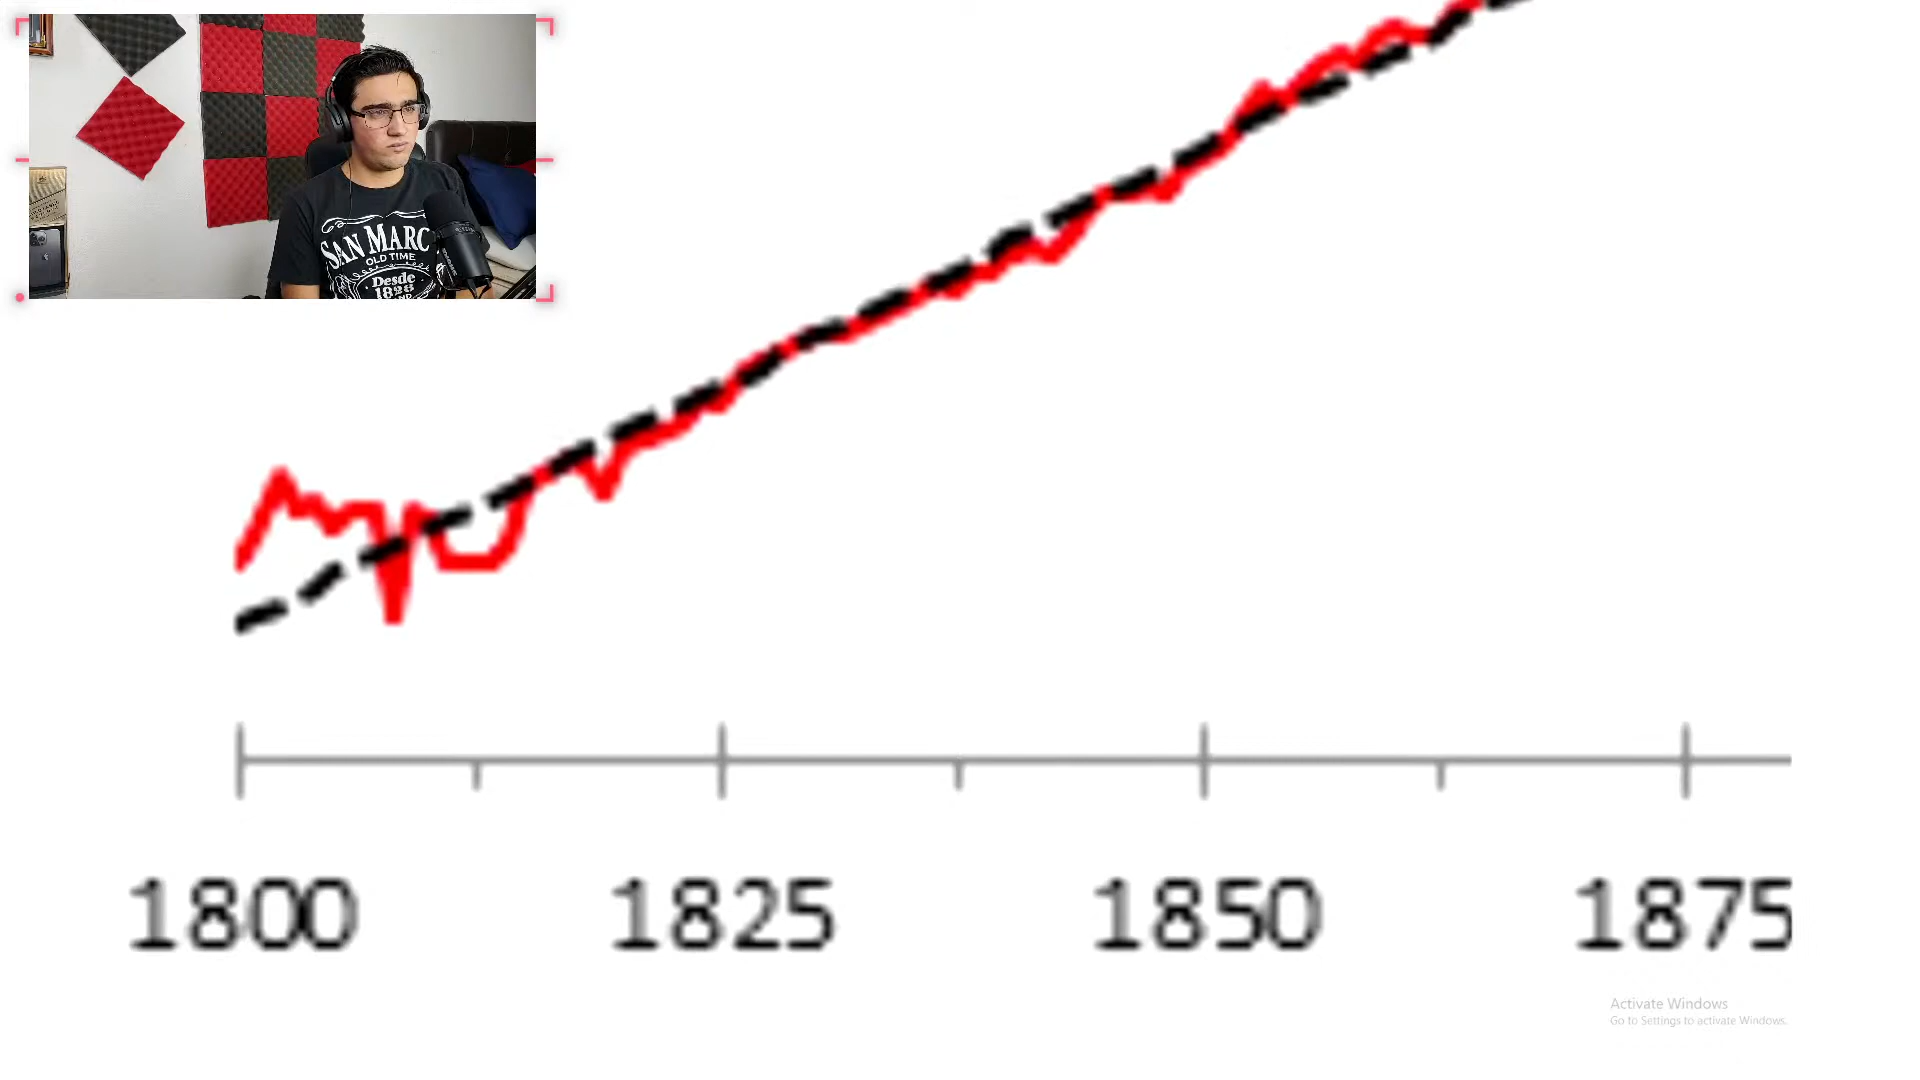 SAN MARC
OLD TIME
Desde
1800
1825
1850
1875
Activate Windows
Go to Settings to activate Windows.